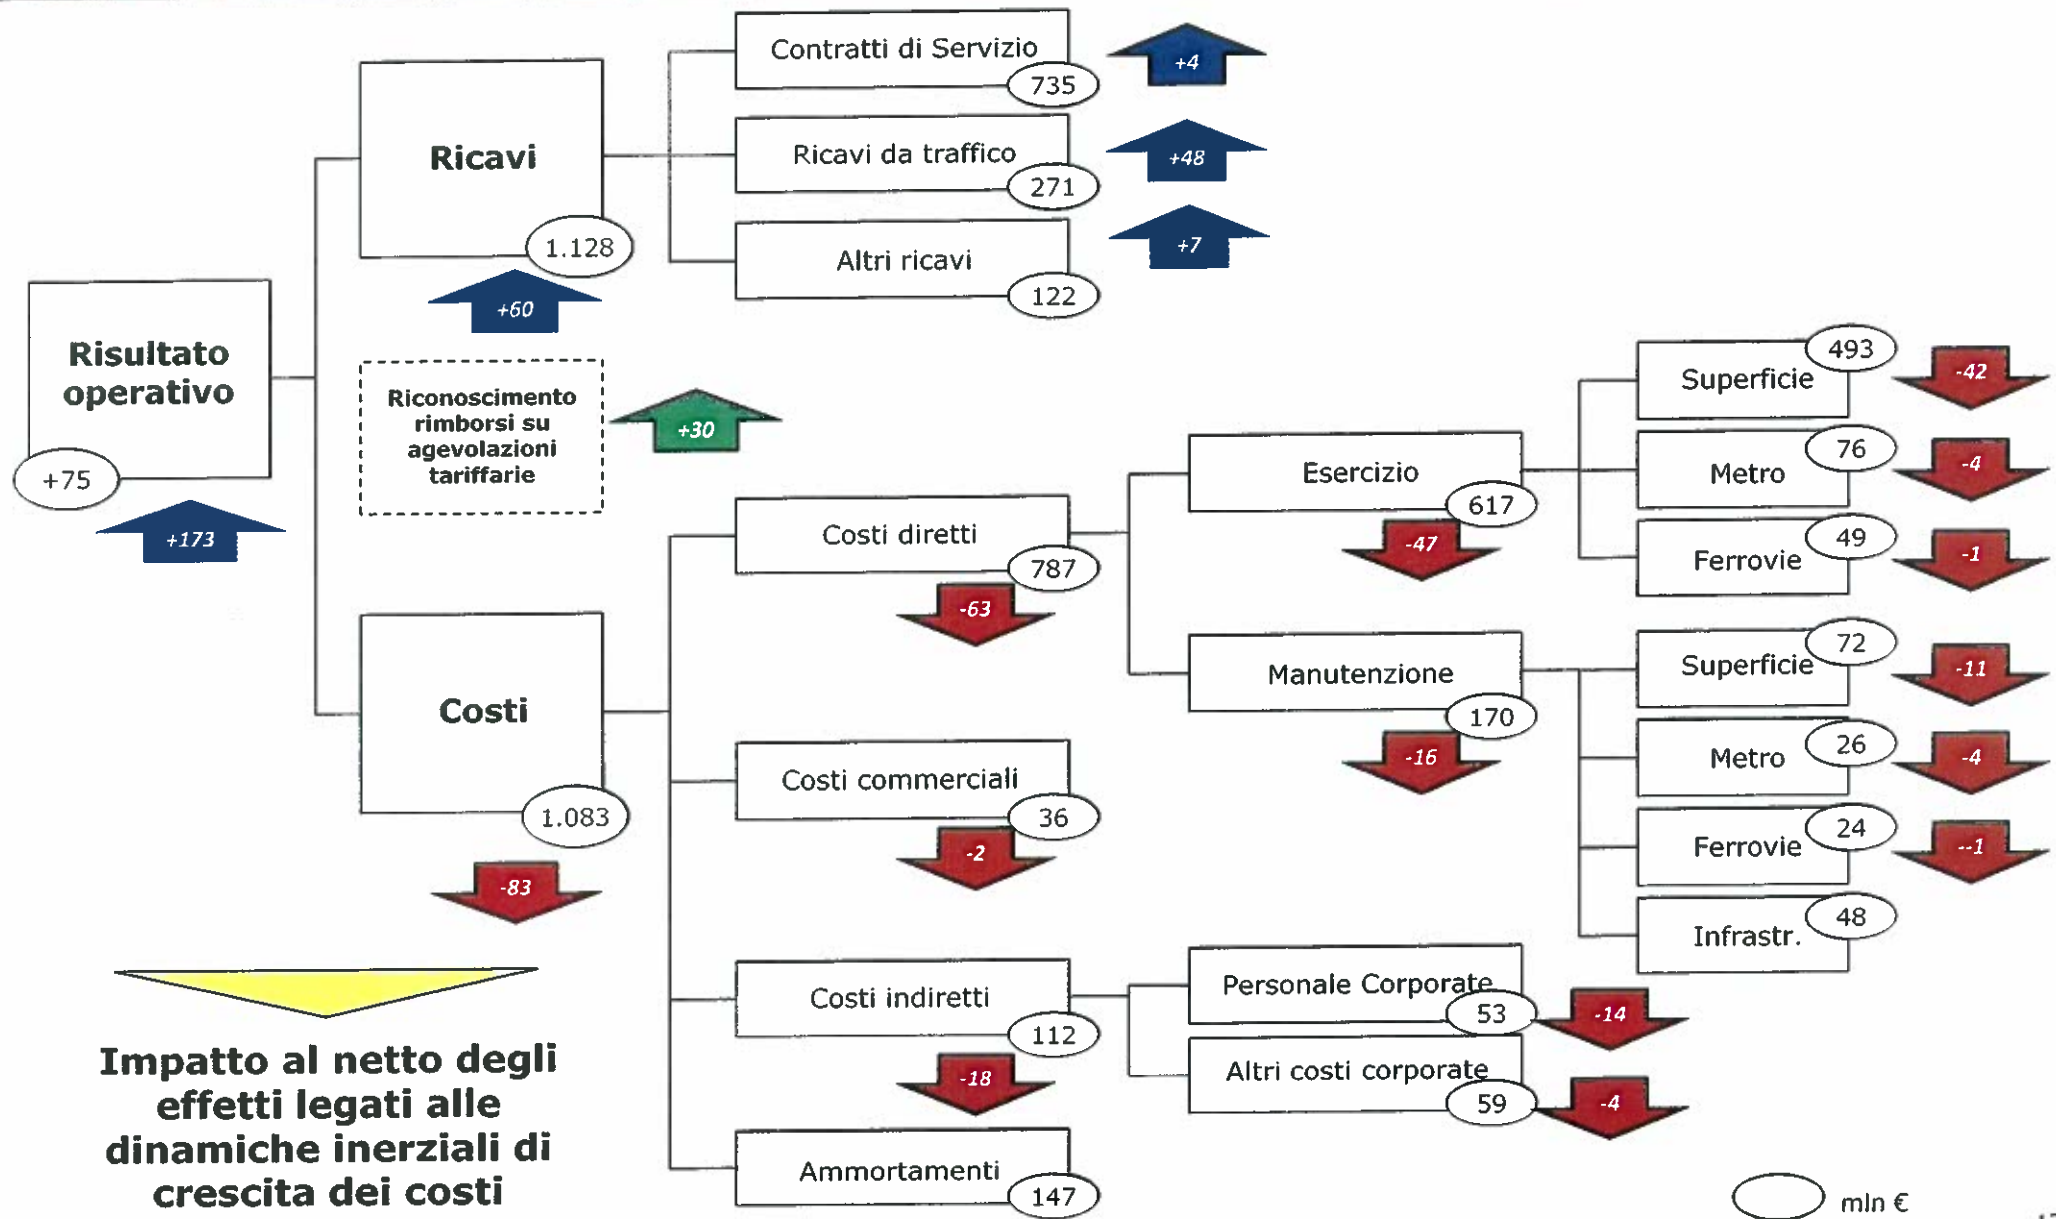 Contratti di Servizio
735
+4
Ricavi
1.128
+60
Ricavi da traffico
271
+48
Altri ricavi
122
+7
Risultato
operativo
+75
+173
Riconoscimento
rimborsi su
agevolazioni
tariffarie
+30
Costi
1.083
-83
Costi diretti
787
-63
Esercizio
617
-47
Superficie
493
-42
Metro
76
-4
Ferrovie
49
-1
Manutenzione
170
-16
Superficie
72
-11
Metro
26
-4
Ferrovie
24
--1
Infrastr.
48
Costi commerciali
36
-2
Costi indiretti
112
-18
Personale Corporate
53
-14
Altri costi corporate
59
-4
Ammortamenti
147
Impatto al netto degli
effetti legati alle
dinamiche inerziali di
crescita dei costi
mln €